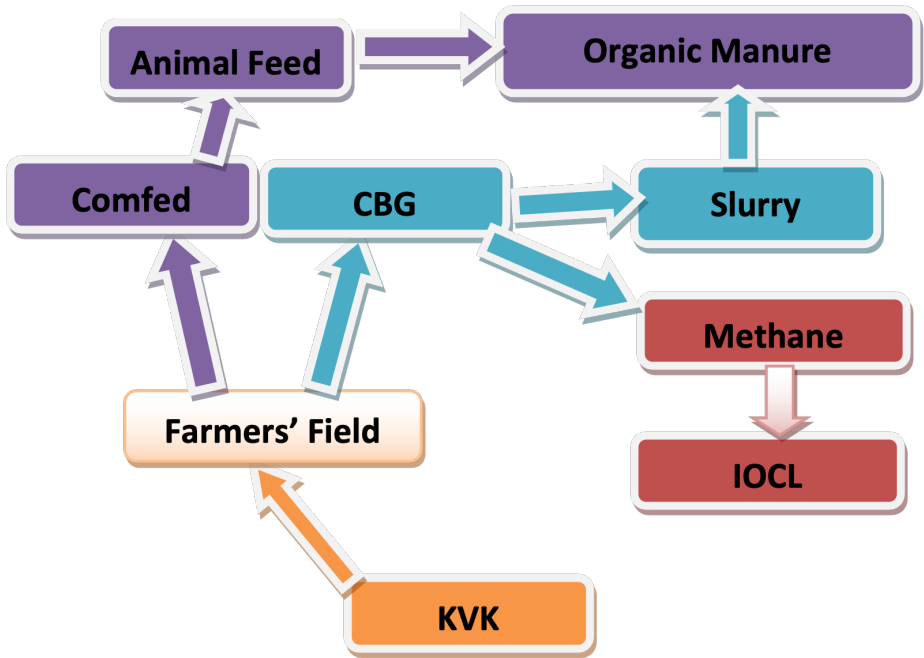 Animal Feed
Organic Manure
Comfed
CBG
Slurry
Methane
Farmers’ Field
IOCL
KVK